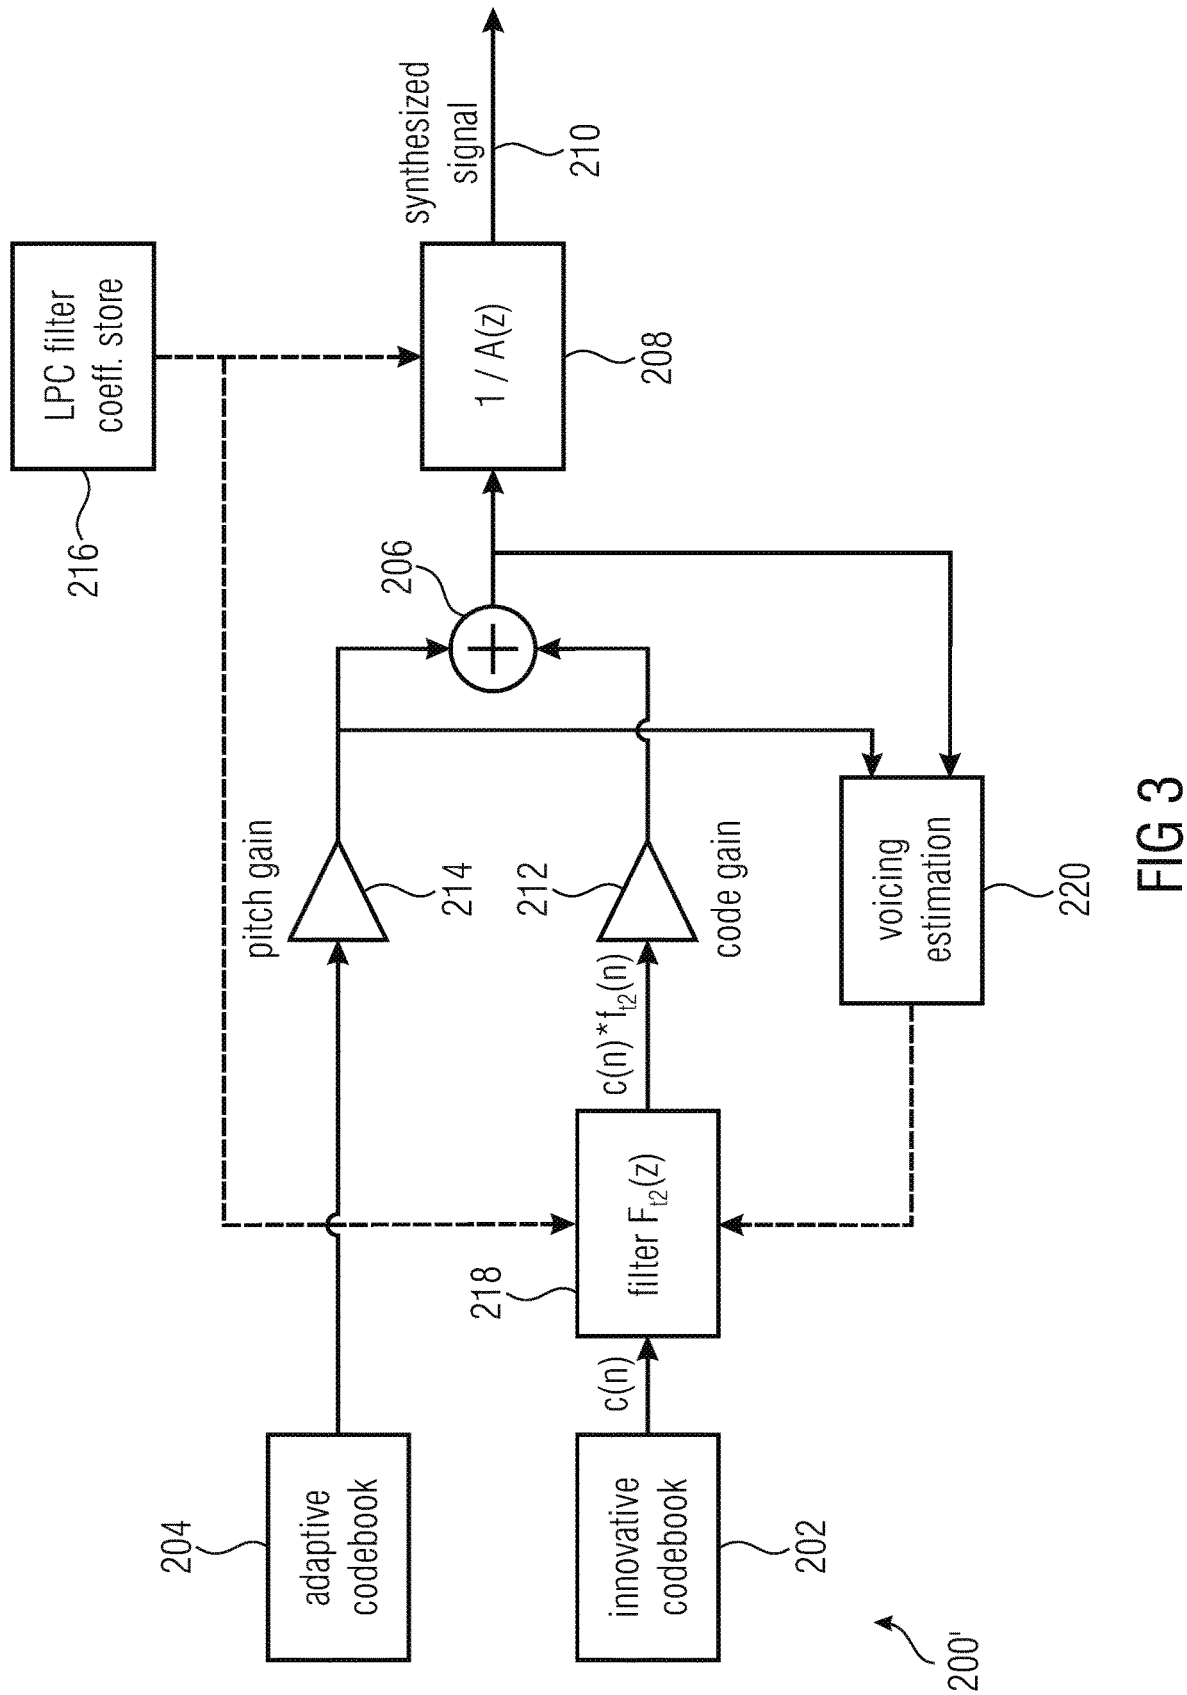 LPC filter
coeff. store
216
synthesized
signal
210
1 / A(z)
208
206
pitch gain
214
212
code gain
204
adaptive
codebook
218
filter F_t2(z)
c(n)*f_t2(n)
c(n)
innovative
codebook
202
voicing
estimation
220
200'
FIG 3